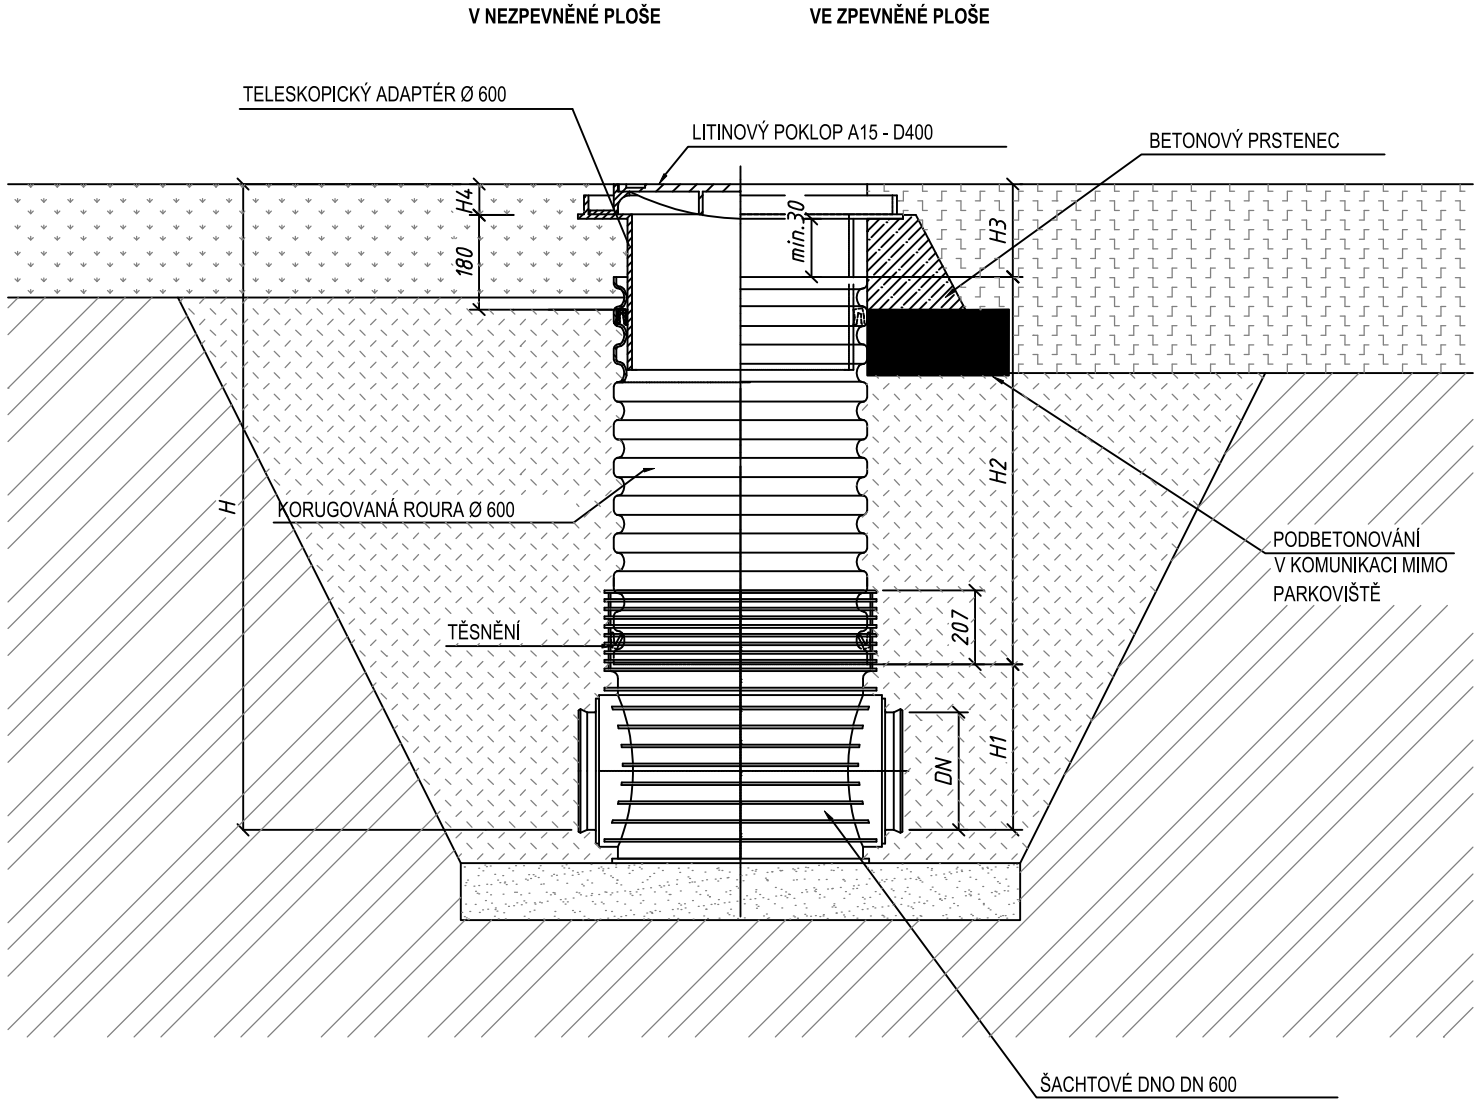 V NEZPEVNĚNÉ PLOŠE
VE ZPEVNĚNÉ PLOŠE
TELESKOPICKÝ ADAPTÉR Ø 600
LITINOVÝ POKLOP A15 - D400
BETONOVÝ PRSTENEC
H4
180
min.30
H3
H
H2
KORUGOVANÁ ROURA Ø 600
PODBETONOVÁNÍ
V KOMUNIKACI MIMO
PARKOVIŠTĚ
TĚSNĚNÍ
207
DN
H1
ŠACHTOVÉ DNO DN 600